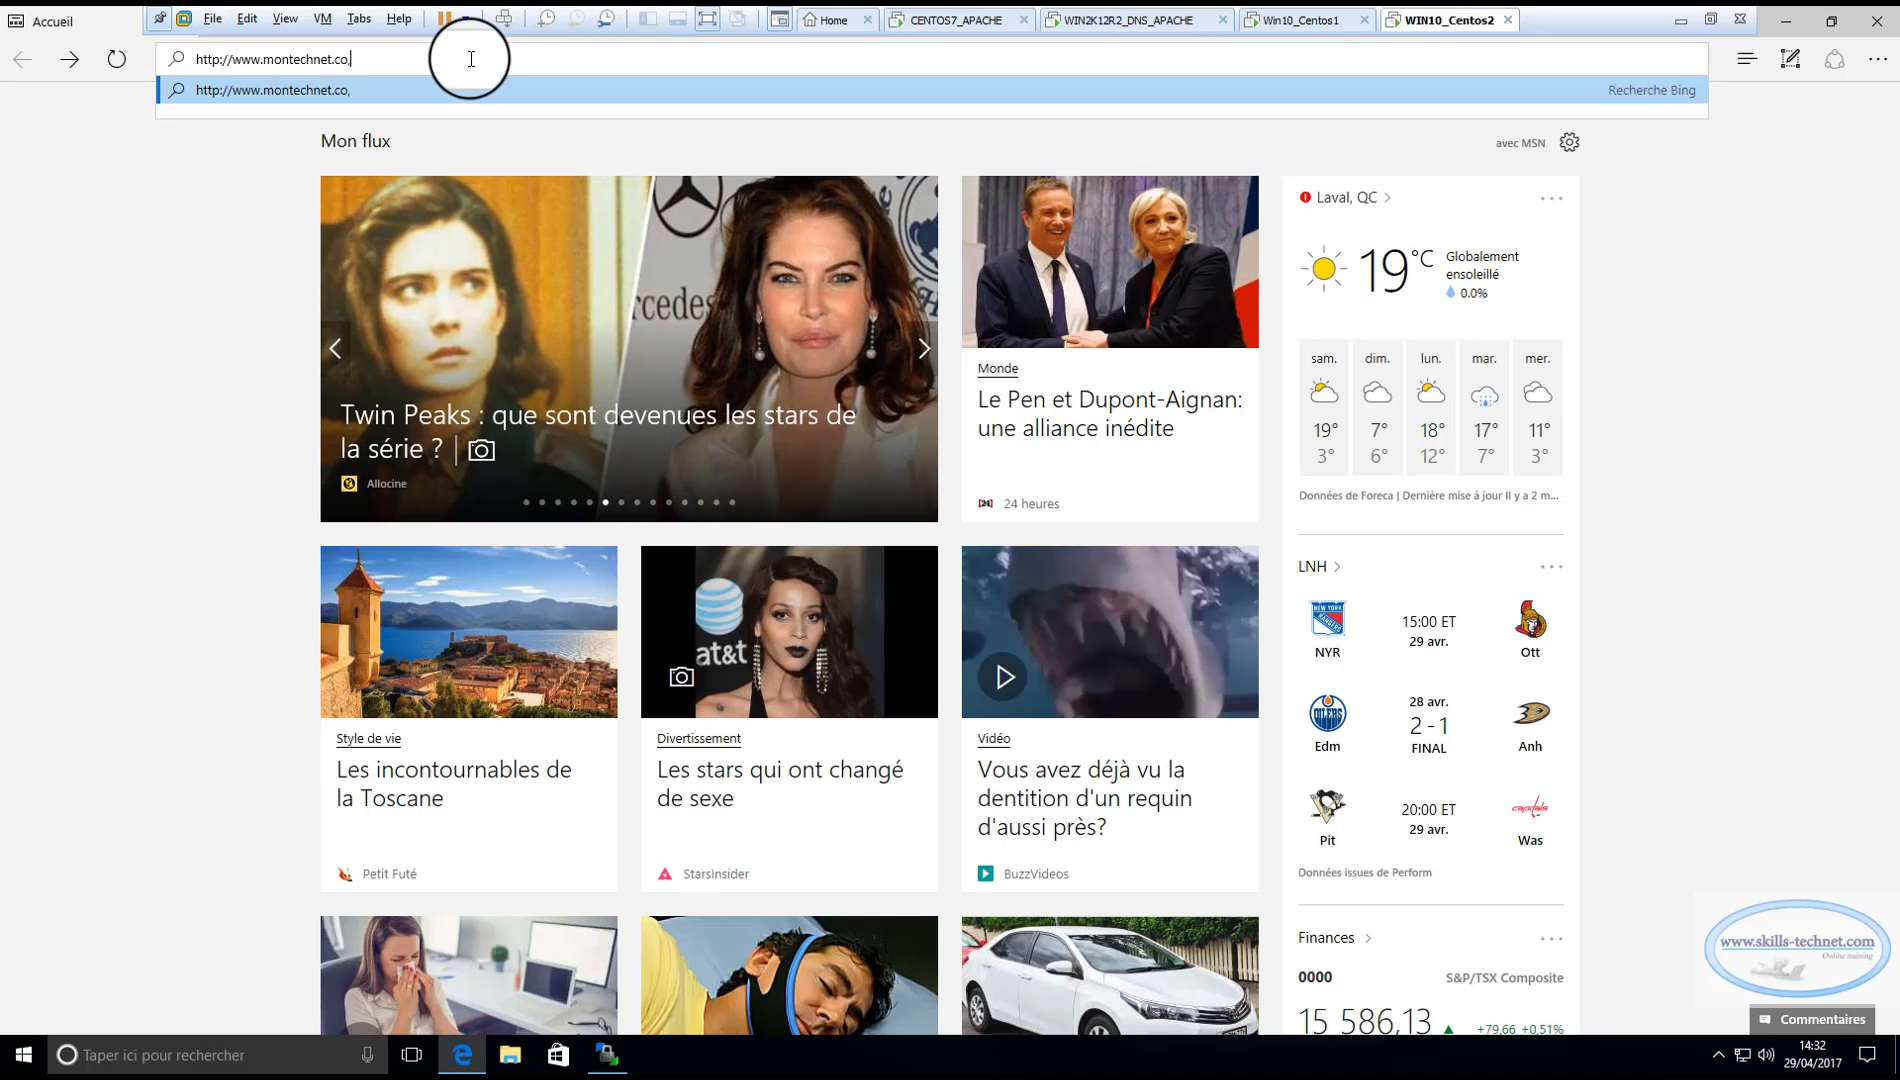 Accueil
File Edit View VM Tabs Help
Home
CENTOS7_APACHE
WIN2K12R2_DNS_APACHE
Win10_Centos1
WIN10_Centos2
http://www.montechnet.co,
http://www.montechnet.co,
Recherche Bing
Mon flux
avec MSN
rcedes
Twin Peaks : que sont devenues les stars de
la série ?
Allocine
Monde
Le Pen et Dupont-Aignan:
une alliance inédite
24 heures
Laval, QC
19°C
Globalement
ensoleillé
0.0%
sam. dim. lun. mar. mer.
19° 7° 18° 17° 11°
3° 6° 12° 7° 3°
Données de Foreca | Dernière mise à jour Il y a 2 m...
LNH
15:00 ET
29 avr.
NYR Ott
28 avr.
2 - 1
FINAL
Edm Anh
20:00 ET
29 avr.
Pit Was
Données issues de Perform
Finances
0000 S&P/TSX Composite
15 586,13 +79,66 +0,51%
Style de vie
Les incontournables de
la Toscane
Petit Futé
at&t
Divertissement
Les stars qui ont changé
de sexe
StarsInsider
Vidéo
Vous avez déjà vu la
dentition d'un requin
d'aussi près?
BuzzVideos
www.skills-technet.com
Online training
Commentaires
Taper ici pour rechercher
14:32
29/04/2017